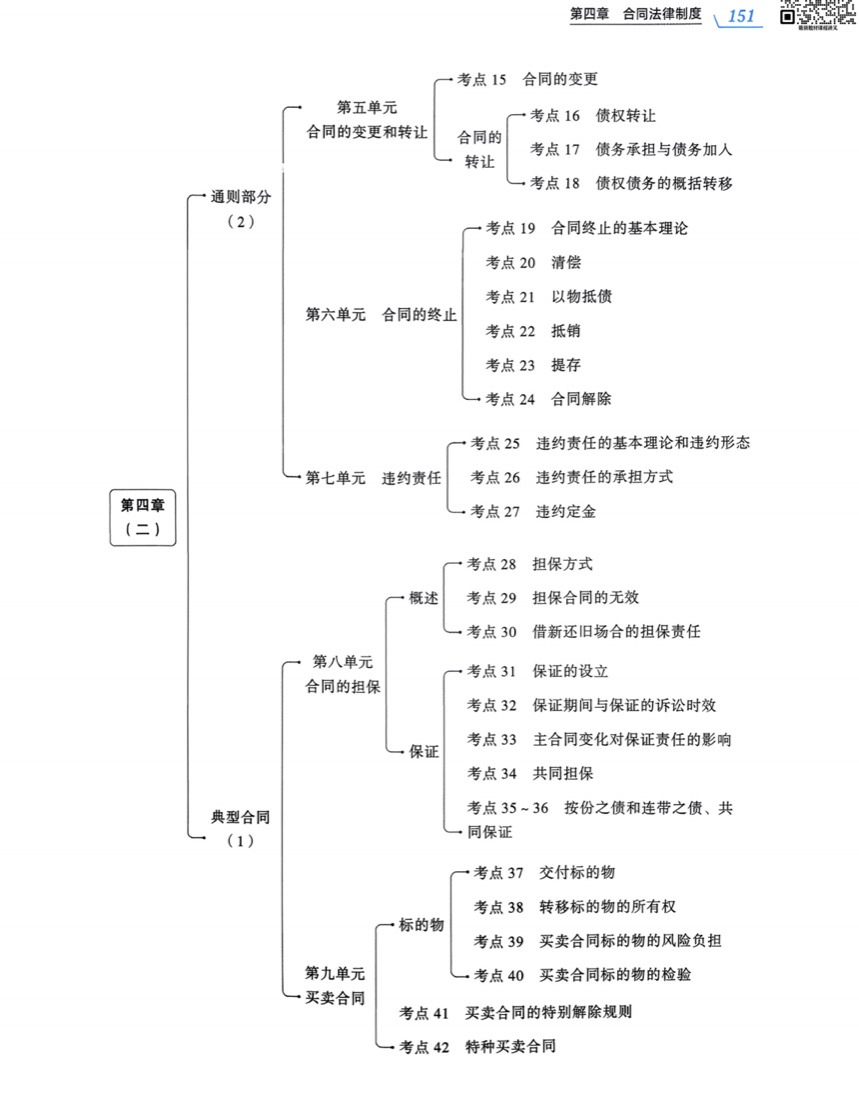 第四章 合同法律制度 151
第四章
(二)
通则部分
(2)
第五单元
合同的变更和转让
考点 15 合同的变更
合同的
转让
考点 16 债权转让
考点 17 债务承担与债务加入
考点 18 债权债务的概括转移
第六单元 合同的终止
考点 19 合同终止的基本理论
考点 20 清偿
考点 21 以物抵债
考点 22 抵销
考点 23 提存
考点 24 合同解除
第七单元 违约责任
考点 25 违约责任的基本理论和违约形态
考点 26 违约责任的承担方式
考点 27 违约定金
典型合同
(1)
第八单元
合同的担保
概述
考点 28 担保方式
考点 29 担保合同的无效
考点 30 借新还旧场合的担保责任
保证
考点 31 保证的设立
考点 32 保证期间与保证的诉讼时效
考点 33 主合同变化对保证责任的影响
考点 34 共同担保
考点 35~36 按份之债和连带之债、共
同保证
第九单元
买卖合同
标的物
考点 37 交付标的物
考点 38 转移标的物的所有权
考点 39 买卖合同标的物的风险负担
考点 40 买卖合同标的物的检验
考点 41 买卖合同的特别解除规则
考点 42 特种买卖合同